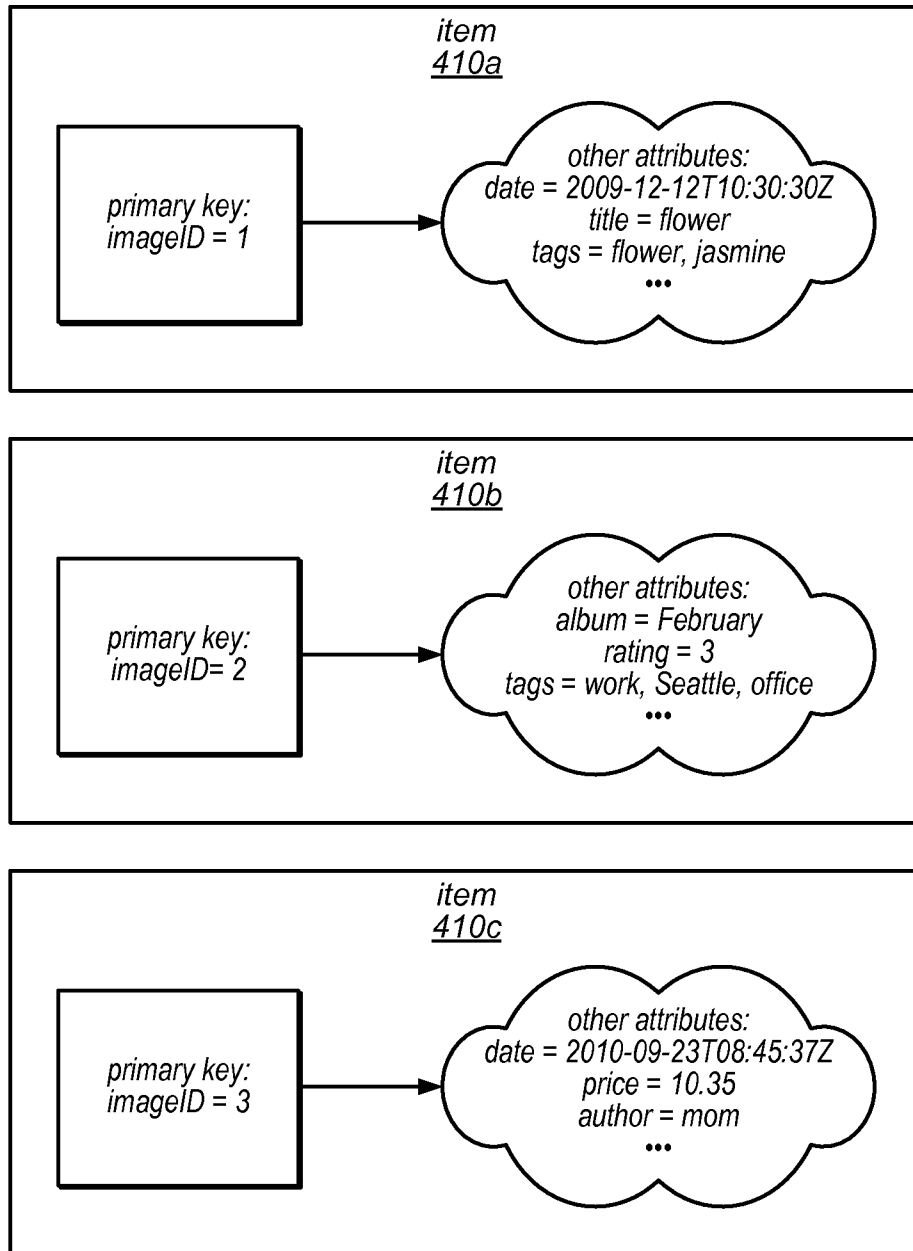 item
410a
primary key:
imageID = 1
other attributes:
date = 2009-12-12T10:30:30Z
title = flower
tags = flower, jasmine
•••
item
410b
primary key:
imageID= 2
other attributes:
album = February
rating = 3
tags = work, Seattle, office
•••
item
410c
primary key:
imageID = 3
other attributes:
date = 2010-09-23T08:45:37Z
price = 10.35
author = mom
•••